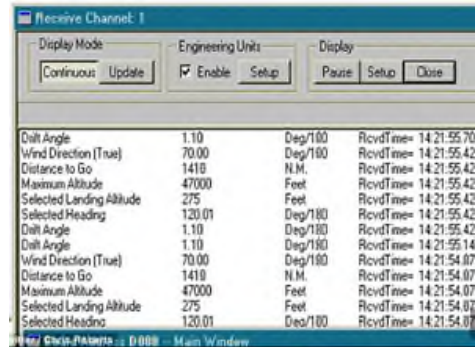 Receive Channel: 1
Display Mode Engineering Units Display
Continuous Update Enable Setup Pause Setup Close
Drift Angle 1.10 Deg/180 RcvdTime= 14:21:55.70
Wind Direction (True) 70.00 Deg/180 RcvdTime= 14:21:55.42
Distance to Go 1410 N.M. RcvdTime= 14:21:55.42
Maximum Altitude 47000 Feet RcvdTime= 14:21:55.42
Selected Landing Altitude 275 Feet RcvdTime= 14:21:55.42
Selected Heading 120.01 Deg/180 RcvdTime= 14:21:55.42
Drift Angle 1.10 Deg/180 RcvdTime= 14:21:55.42
Drift Angle 1.10 Deg/180 RcvdTime= 14:21:55.14
Wind Direction (True) 70.00 Deg/180 RcvdTime= 14:21:54.87
Distance to Go 1410 N.M. RcvdTime= 14:21:54.87
Maximum Altitude 47000 Feet RcvdTime= 14:21:54.87
Selected Landing Altitude 275 Feet RcvdTime= 14:21:54.87
Selected Heading 120.01 Deg/180 RcvdTime= 14:21:54.87
Chris Roberts -- Main Window